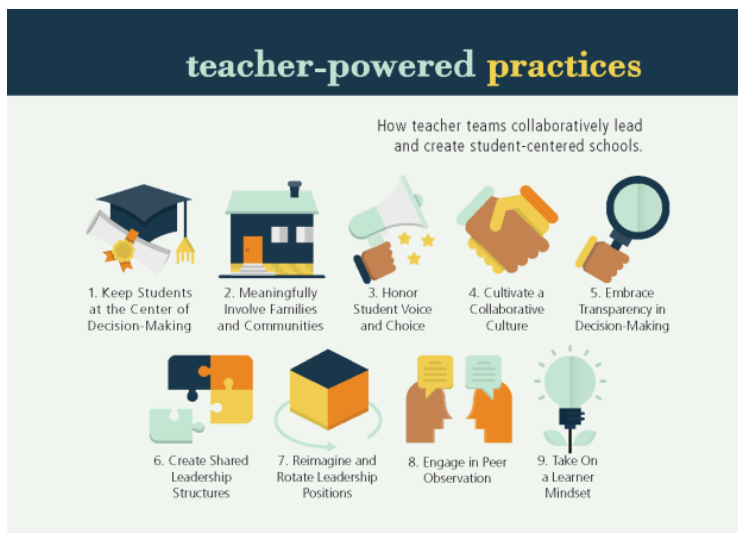 teacher-powered practices
How teacher teams collaboratively lead
and create student-centered schools.
1. Keep Students
at the Center of
Decision-Making
2. Meaningfully
Involve Families
and Communities
3. Honor
Student Voice
and Choice
4. Cultivate a
Collaborative
Culture
5. Embrace
Transparency in
Decision-Making
6. Create Shared
Leadership
Structures
7. Reimagine and
Rotate Leadership
Positions
8. Engage in Peer
Observation
9. Take On
a Learner
Mindset